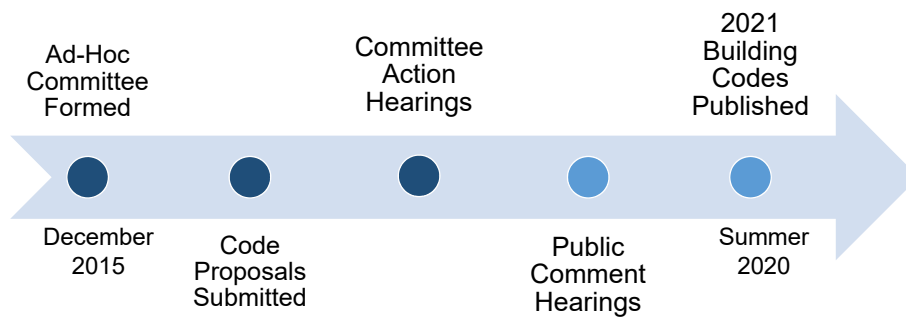 Ad-Hoc
Committee
Formed
December
2015
Code
Proposals
Submitted
Committee
Action
Hearings
Public
Comment
Hearings
2021
Building
Codes
Published
Summer
2020